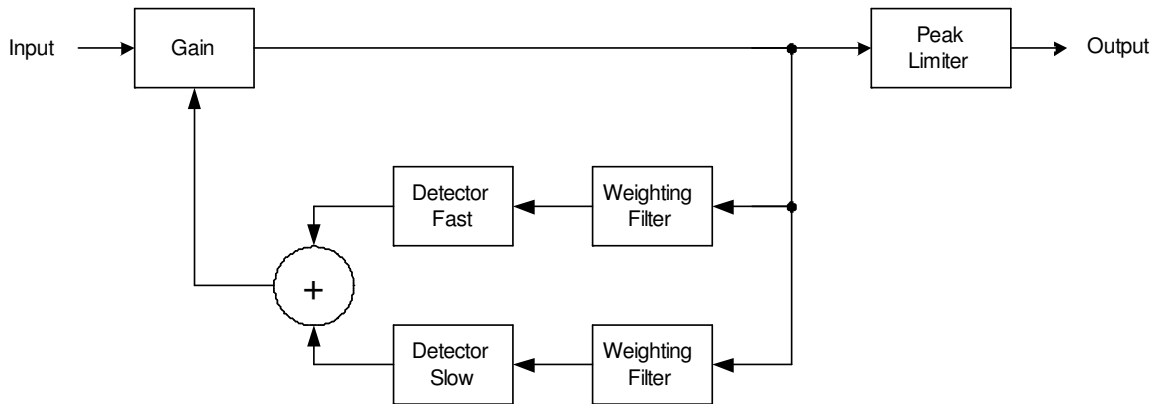 Input
Gain
Peak
Limiter
Output
Detector
Fast
Weighting
Filter
+
Detector
Slow
Weighting
Filter